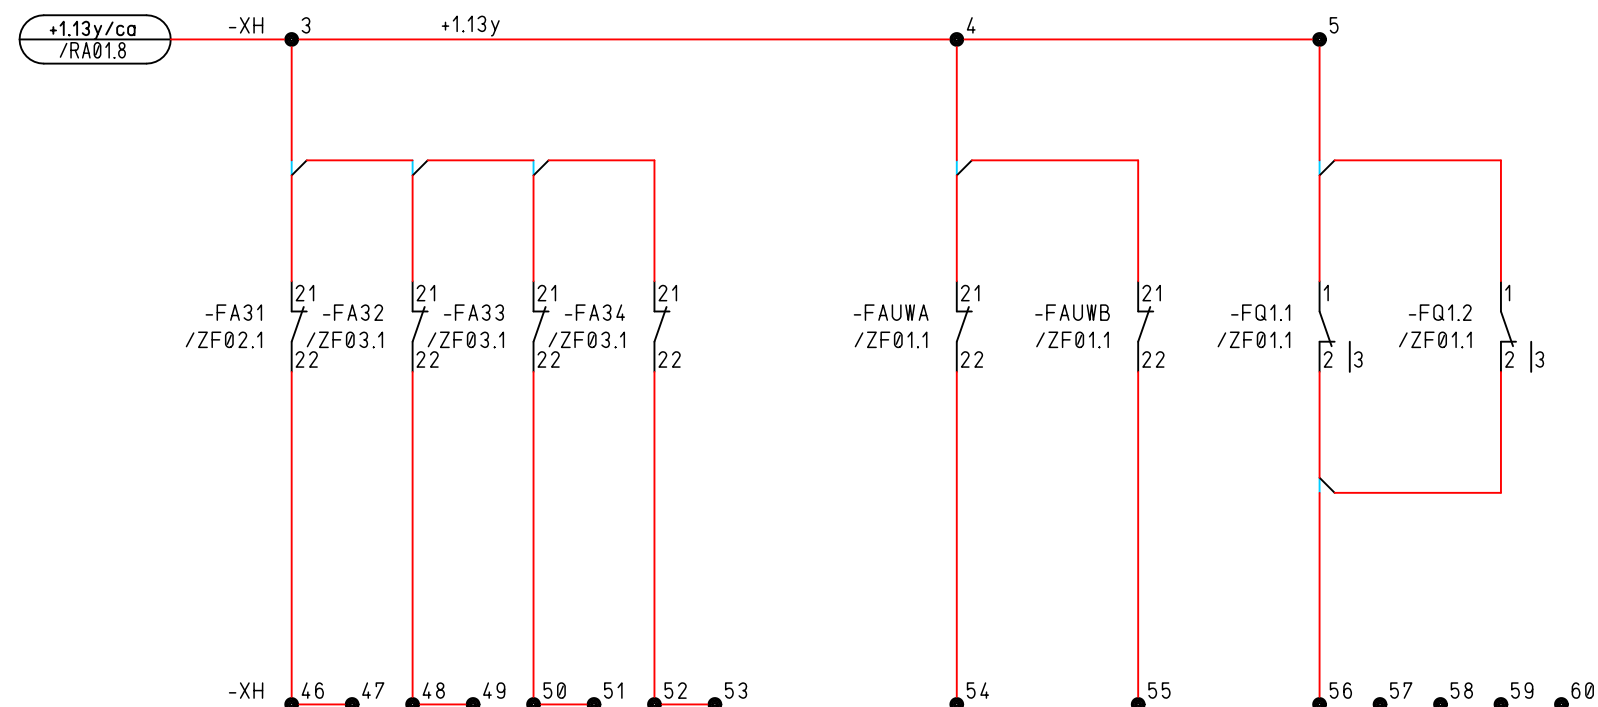 +1.13y/ca
/RA01.8
-XH 3 +1.13y 4 5
21 21 21 21 21 21 1 1
-FA31 -FA32 -FA33 -FA34 -FAUWA -FAUWB -FQ1.1 -FQ1.2
/ZF02.1 /ZF03.1 /ZF03.1 /ZF03.1 /ZF01.1 /ZF01.1 /ZF01.1 /ZF01.1
22 22 22 22 22 22 2 3 2 3
-XH 46 47 48 49 50 51 52 53 54 55 56 57 58 59 60